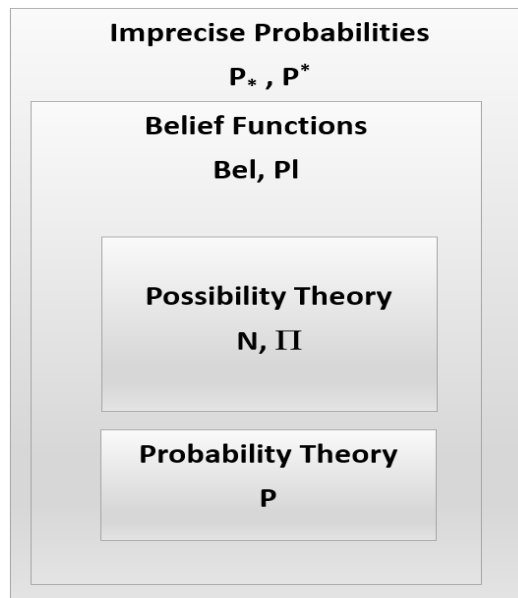 Imprecise Probabilities
P* , P*
Belief Functions
Bel, Pl
Possibility Theory
N, Π
Probability Theory
P